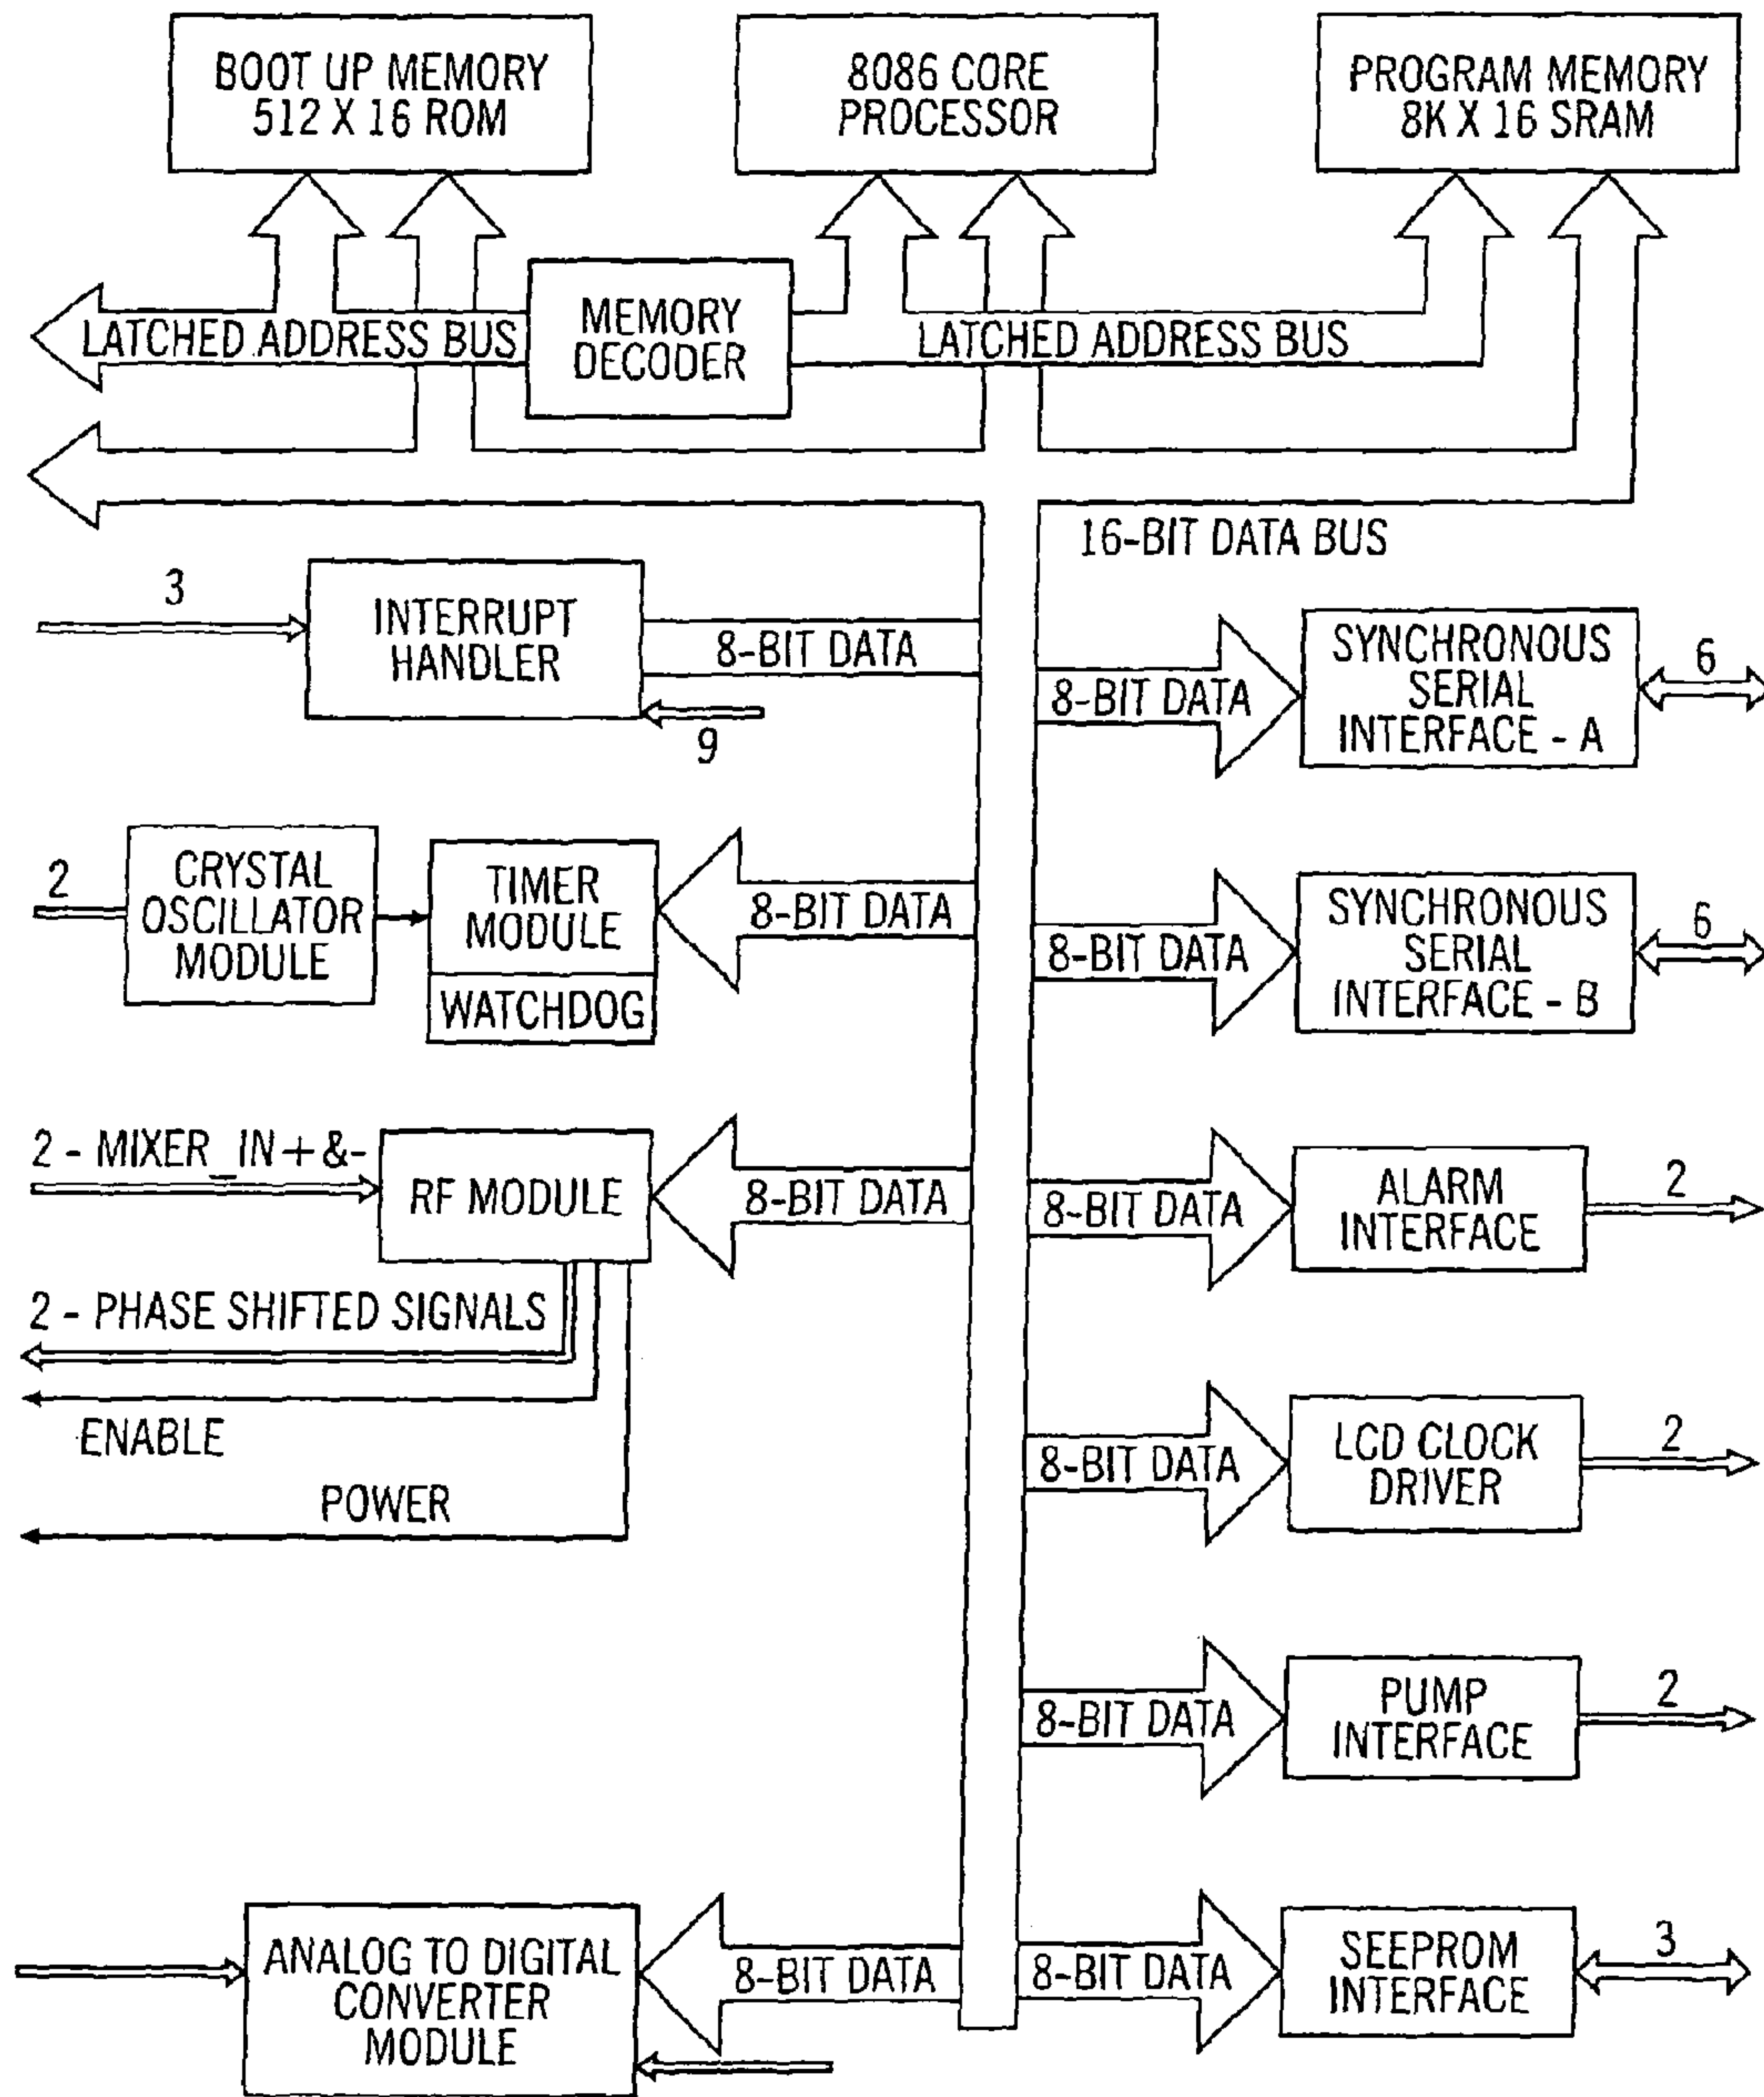 BOOT UP MEMORY
512 X 16 ROM
8086 CORE
PROCESSOR
PROGRAM MEMORY
8K X 16 SRAM
LATCHED ADDRESS BUS
MEMORY
DECODER
LATCHED ADDRESS BUS
16-BIT DATA BUS
3
INTERRUPT
HANDLER
8-BIT DATA
9
8-BIT DATA
SYNCHRONOUS
SERIAL
INTERFACE - A
6
2
CRYSTAL
OSCILLATOR
MODULE
TIMER
MODULE
WATCHDOG
8-BIT DATA
8-BIT DATA
SYNCHRONOUS
SERIAL
INTERFACE - B
6
2 - MIXER_IN +&-
RF MODULE
8-BIT DATA
8-BIT DATA
ALARM
INTERFACE
2
2 - PHASE SHIFTED SIGNALS
ENABLE
POWER
8-BIT DATA
LCD CLOCK
DRIVER
2
8-BIT DATA
PUMP
INTERFACE
2
ANALOG TO DIGITAL
CONVERTER
MODULE
8-BIT DATA
8-BIT DATA
SEEPROM
INTERFACE
3